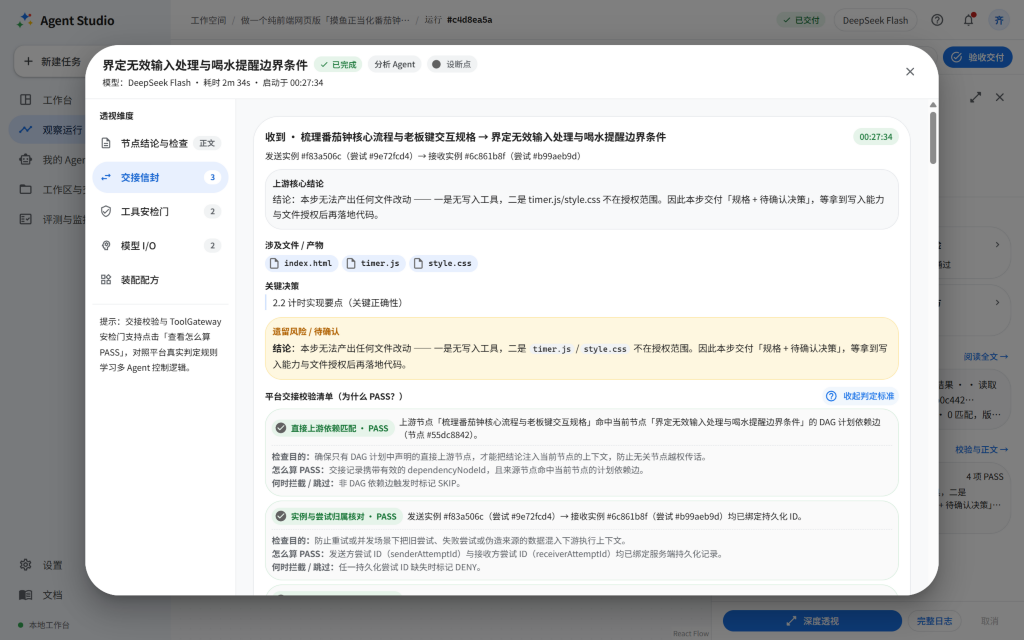 Agent Studio
工作空间 / 做一个纯前端网页版「摸鱼正当化番茄钟… / 运行 #c4d8ea5a
已交付
DeepSeek Flash
齐
新建任务
验收交付
工作台
观察运行
我的 Agen
工作区与
评测与监
设置
文档
本地工作台
界定无效输入处理与喝水提醒边界条件
已完成
分析 Agent
诊断点
模型：DeepSeek Flash · 耗时 2m 34s · 启动于 00:27:34
透视维度
节点结论与检查 正文
交接信封 3
工具安检门 2
模型 I/O 2
装配配方
提示：交接校验与 ToolGateway
安检门支持点击「查看怎么算
PASS」，对照平台真实判定规则
学习多 Agent 控制逻辑。
收到 · 梳理番茄钟核心流程与老板键交互规格 → 界定无效输入处理与喝水提醒边界条件
00:27:34
发送实例 #f83a506c（尝试 #9e72fcd4）→ 接收实例 #6c861b8f（尝试 #b99aeb9d）
上游核心结论
结论：本步无法产出任何文件改动 —— 一是无写入工具，二是 timer.js/style.css 不在授权范围。因此本步交付「规格 + 待确认决策」，等拿到写入能力
与文件授权后再落地代码。
涉及文件 / 产物
index.html
timer.js
style.css
关键决策
2.2 计时实现要点（关键正确性）
遗留风险 / 待确认
结论：本步无法产出任何文件改动 —— 一是无写入工具，二是 timer.js / style.css 不在授权范围。因此本步交付「规格 + 待确认决策」，等拿到写
入能力与文件授权后再落地代码。
平台交接校验清单（为什么 PASS？）
收起判定标准
直接上游依赖匹配 · PASS
上游节点「梳理番茄钟核心流程与老板键交互规格」命中当前节点「界定无效输入处理与喝水提醒边界条件」的 DAG 计划依赖边
（节点 #55dc8842）。
检查目的：确保只有 DAG 计划中声明的直接上游节点，才能把结论注入当前节点的上下文，防止无关节点越权传话。
怎么算 PASS：交接记录携带有效的 dependencyNodeId，且来源节点命中当前节点的计划依赖边。
何时拦截 / 跳过：非 DAG 依赖边触发时标记 SKIP。
实例与尝试归属核对 · PASS
发送实例 #f83a506c（尝试 #9e72fcd4）→ 接收实例 #6c861b8f（尝试 #b99aeb9d）均已绑定持久化 ID。
检查目的：防止重试或并发场景下把旧尝试、失败尝试或伪造来源的数据混入下游执行上下文。
怎么算 PASS：发送方尝试 ID（senderAttemptId）与接收方尝试 ID（receiverAttemptId）均已绑定服务端持久化记录。
何时拦截 / 跳过：任一持久化尝试 ID 缺失时标记 DENY。
通过
阅读全文 →
结果 · · 读取
0c442…
· 0 匹配，版…
校验与正文 →
4 项 PASS
，二是
+ 待确认决策」…
React Flow
深度透视
完整日志
取消